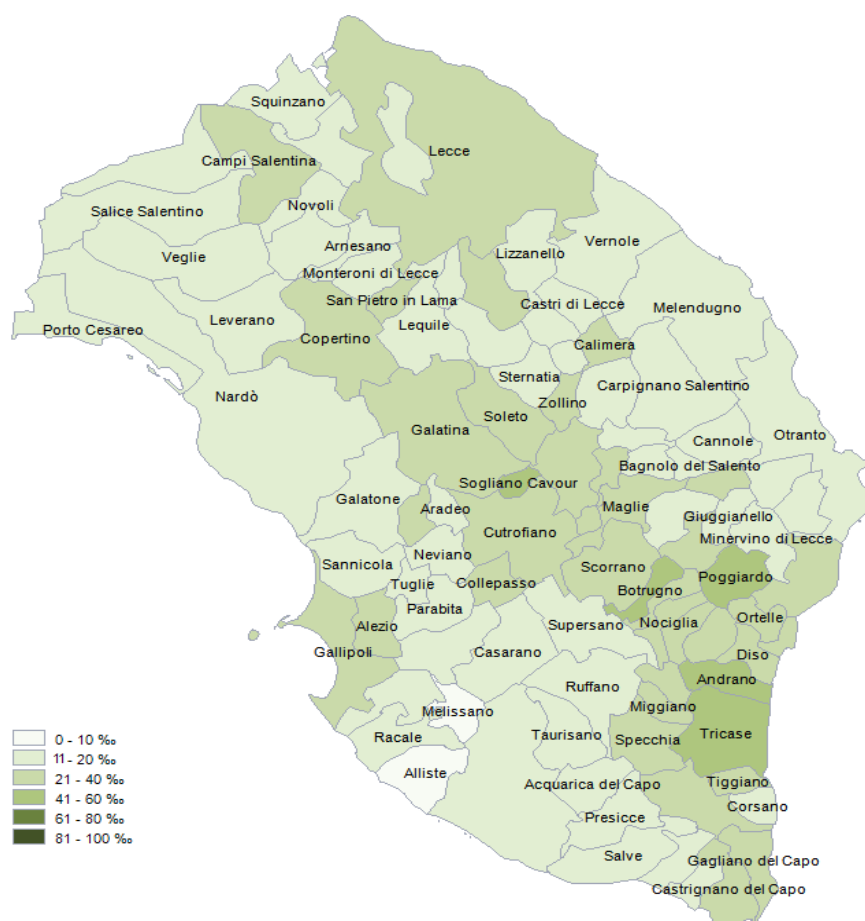 Squinzano
Lecce
Campi Salentina
Novoli
Salice Salentino
Vernole
Arnesano
Lizzanello
Veglie
Monteroni di Lecce
San Pietro in Lama
Castri di Lecce
Melendugno
Leverano
Lequile
Porto Cesareo
Copertino
Calimera
Sternatia
Carpignano Salentino
Nardò
Zollino
Soleto
Galatina
Otranto
Cannole
Bagnolo del Salento
Sogliano Cavour
Galatone
Maglie
Aradeo
Giuggianello
Cutrofiano
Minervino di Lecce
Neviano
Sannicola
Scorrano
Poggiardo
Tuglie
Collepasso
Botrugno
Parabita
Ortelle
Supersano
Nociglia
Alezio
Gallipoli
Casarano
Diso
Andrano
Ruffano
Miggiano
Melissano
Tricase
Taurisano
Racale
Specchia
Alliste
Tiggiano
Acquarica del Capo
Corsano
Presicce
Salve
Gagliano del Capo
Castrignano del Capo
0 - 10 ‰
11 - 20 ‰
21 - 40 ‰
41 - 60 ‰
61 - 80 ‰
81 - 100 ‰